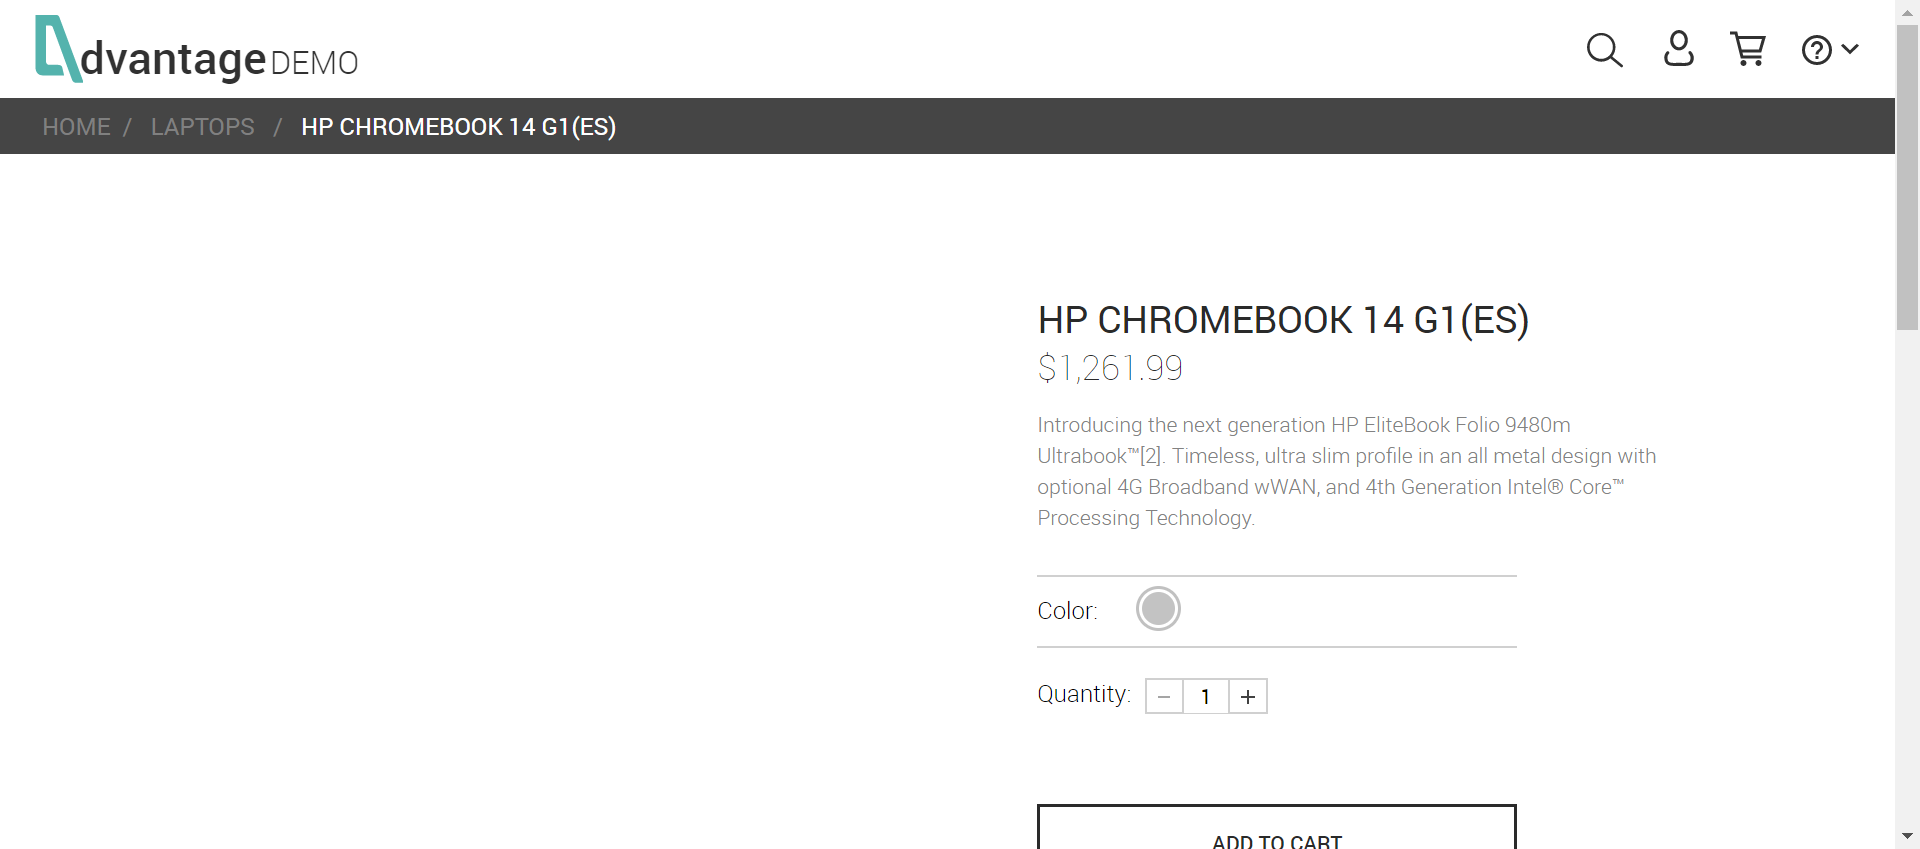 dvantage DEMO
HOME / LAPTOPS / HP CHROMEBOOK 14 G1(ES)
HP CHROMEBOOK 14 G1(ES)
$1,261.99
Introducing the next generation HP EliteBook Folio 9480m
Ultrabook™[2]. Timeless, ultra slim profile in an all metal design with
optional 4G Broadband wWAN, and 4th Generation Intel® Core™
Processing Technology.
Color:
Quantity: − 1 +
ADD TO CART